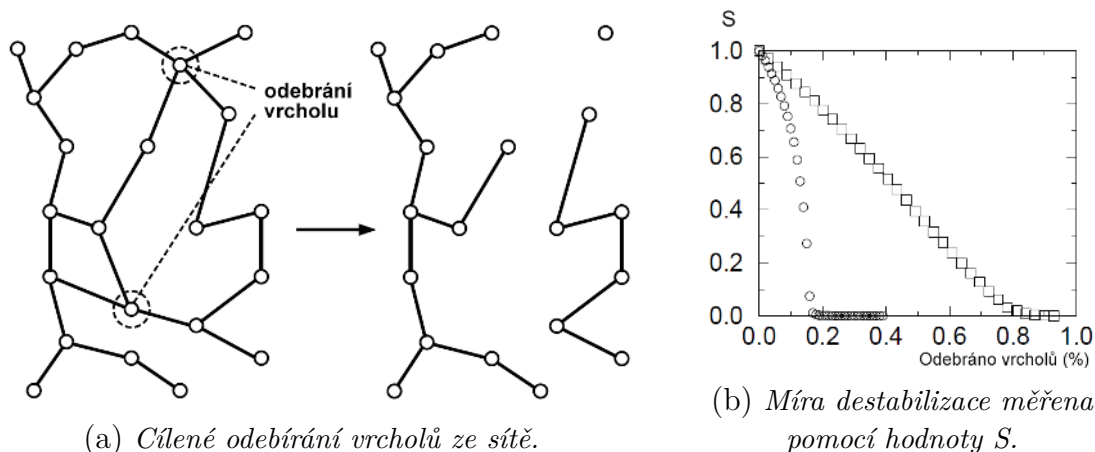 odebrání
vrcholu
(a) Cílené odebírání vrcholů ze sítě.
S
1.0
0.8
0.6
0.4
0.2
0.0
0.0 0.2 0.4 0.6 0.8 1.0
Odebráno vrcholů (%)
(b) Míra destabilizace měřena
pomocí hodnoty S.